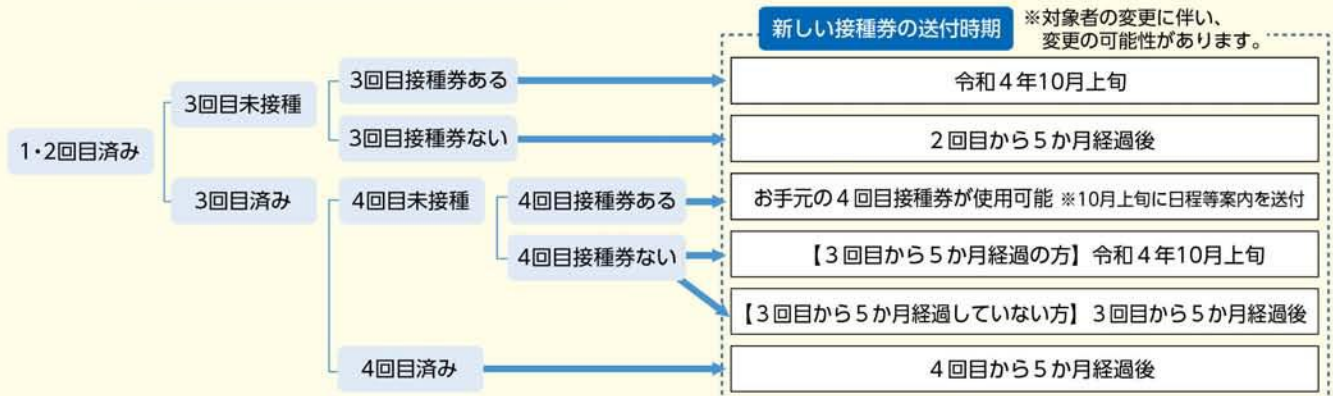 新しい接種券の送付時期
※対象者の変更に伴い、
変更の可能性があります。
1・2回目済み
3回目未接種
3回目接種券ある
令和4年10月上旬
3回目接種券ない
2回目から5か月経過後
3回目済み
4回目未接種
4回目接種券ある
お手元の4回目接種券が使用可能 ※10月上旬に日程等案内を送付
4回目接種券ない
【3回目から5か月経過の方】令和4年10月上旬
【3回目から5か月経過していない方】3回目から5か月経過後
4回目済み
4回目から5か月経過後